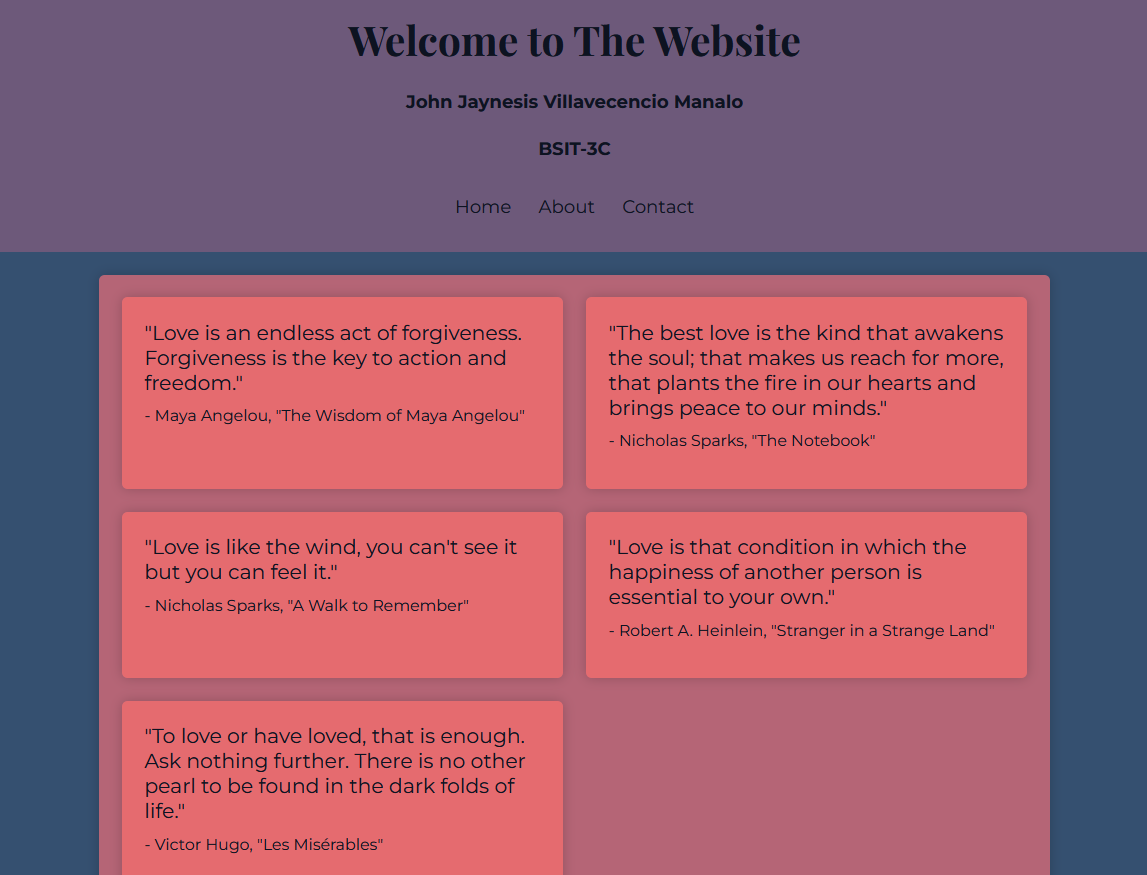 Welcome to The Website
John Jaynesis Villavecencio Manalo
BSIT-3C
Home About Contact
"Love is an endless act of forgiveness.
Forgiveness is the key to action and
freedom."
- Maya Angelou, "The Wisdom of Maya Angelou"
"The best love is the kind that awakens
the soul; that makes us reach for more,
that plants the fire in our hearts and
brings peace to our minds."
- Nicholas Sparks, "The Notebook"
"Love is like the wind, you can't see it
but you can feel it."
- Nicholas Sparks, "A Walk to Remember"
"Love is that condition in which the
happiness of another person is
essential to your own."
- Robert A. Heinlein, "Stranger in a Strange Land"
"To love or have loved, that is enough.
Ask nothing further. There is no other
pearl to be found in the dark folds of
life."
- Victor Hugo, "Les Misérables"